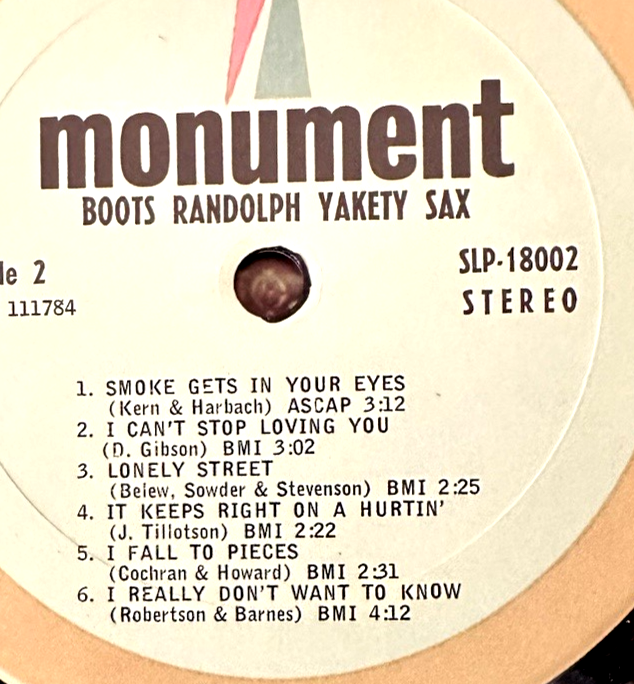 monument
BOOTS RANDOLPH YAKETY SAX
de 2
SLP-18002
111784
STEREO
1. SMOKE GETS IN YOUR EYES
(Kern & Harbach) ASCAP 3:12
2. I CAN'T STOP LOVING YOU
(D. Gibson) BMI 3:02
3. LONELY STREET
(Belew, Sowder & Stevenson) BMI 2:25
4. IT KEEPS RIGHT ON A HURTIN'
(J. Tillotson) BMI 2:22
5. I FALL TO PIECES
(Cochran & Howard) BMI 2:31
6. I REALLY DON'T WANT TO KNOW
(Robertson & Barnes) BMI 4:12